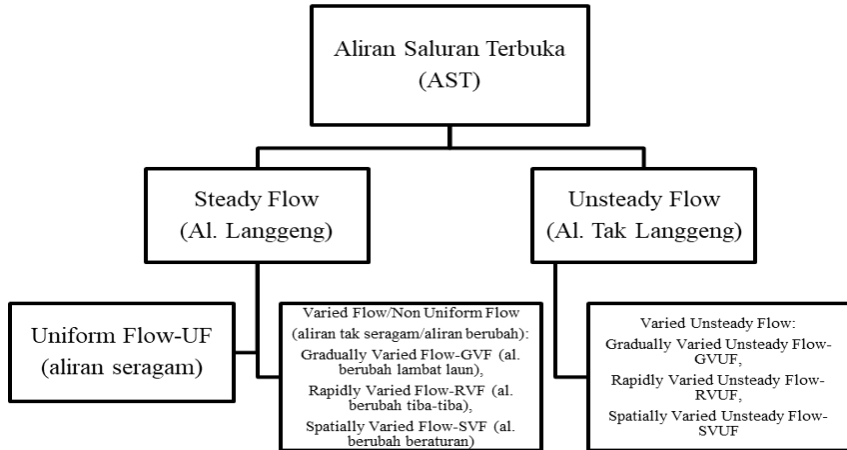 Aliran Saluran Terbuka
(AST)
Steady Flow
(Al. Langgeng)
Unsteady Flow
(Al. Tak Langgeng)
Uniform Flow-UF
(aliran seragam)
Varied Flow/Non Uniform Flow
(aliran tak seragam/aliran berubah):
Gradually Varied Flow-GVF (al.
berubah lambat laun),
Rapidly Varied Flow-RVF (al.
berubah tiba-tiba),
Spatially Varied Flow-SVF (al.
berubah beraturan)
Varied Unsteady Flow:
Gradually Varied Unsteady Flow-
GVUF,
Rapidly Varied Unsteady Flow-
RVUF,
Spatially Varied Unsteady Flow-
SVUF